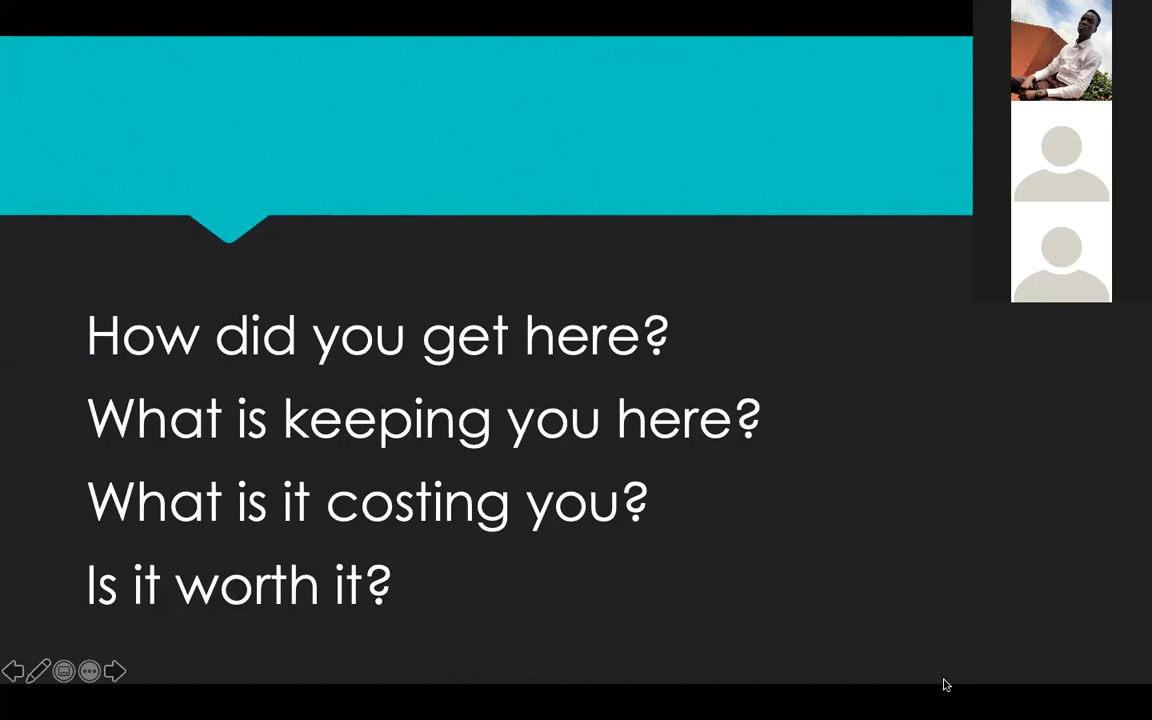 How did you get here?
What is keeping you here?
What is it costing you?
Is it worth it?